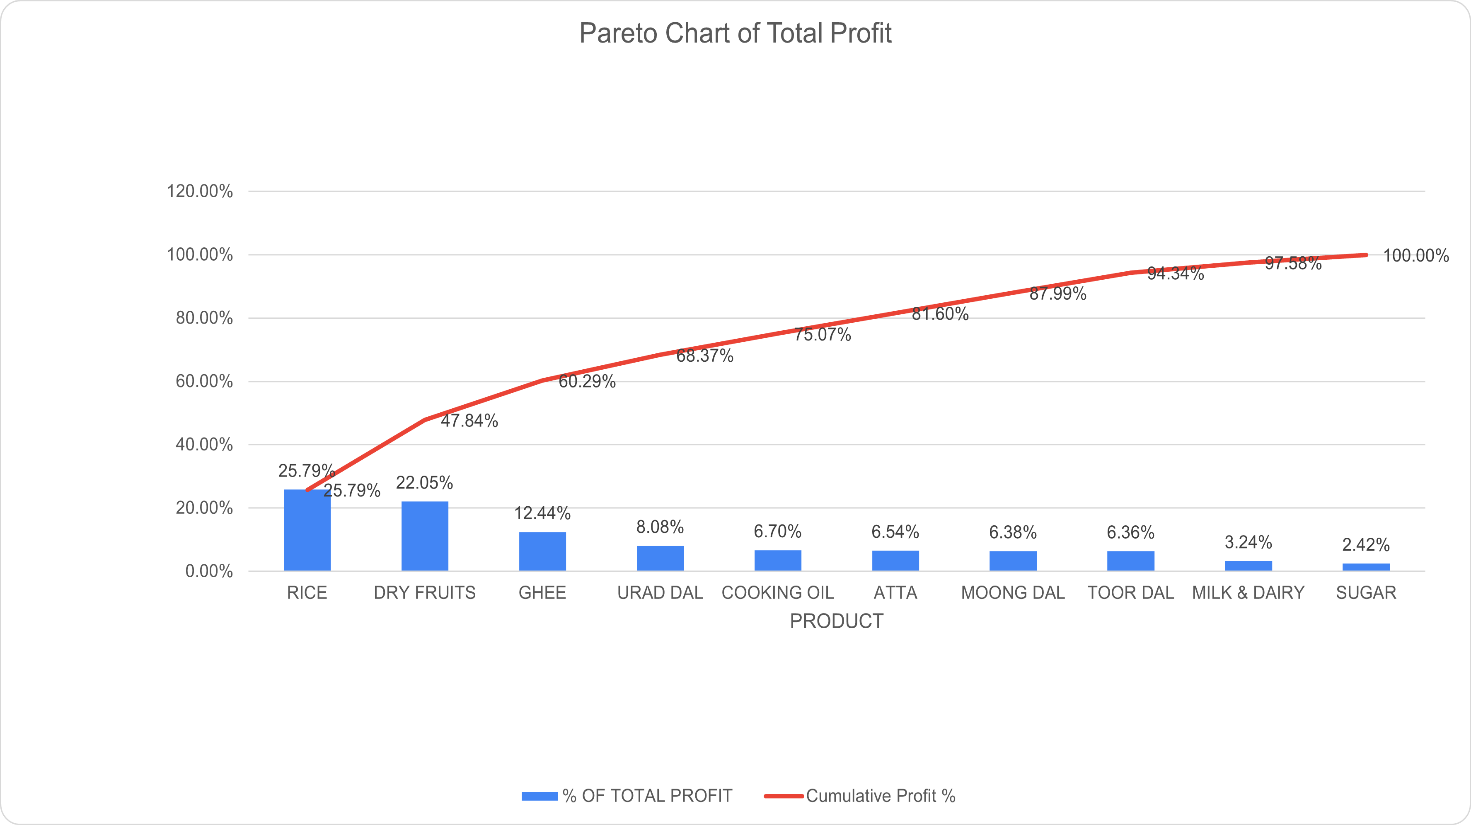 Pareto Chart of Total Profit
120.00%
100.00%
80.00%
60.00%
40.00%
20.00%
0.00%
25.79%
22.05%
12.44%
8.08%
6.70%
6.54%
6.38%
6.36%
3.24%
2.42%
25.79%
47.84%
60.29%
68.37%
75.07%
81.60%
87.99%
94.34%
97.58%
100.00%
RICE
DRY FRUITS
GHEE
URAD DAL
COOKING OIL
ATTA
MOONG DAL
TOOR DAL
MILK & DAIRY
SUGAR
PRODUCT
% OF TOTAL PROFIT
Cumulative Profit %